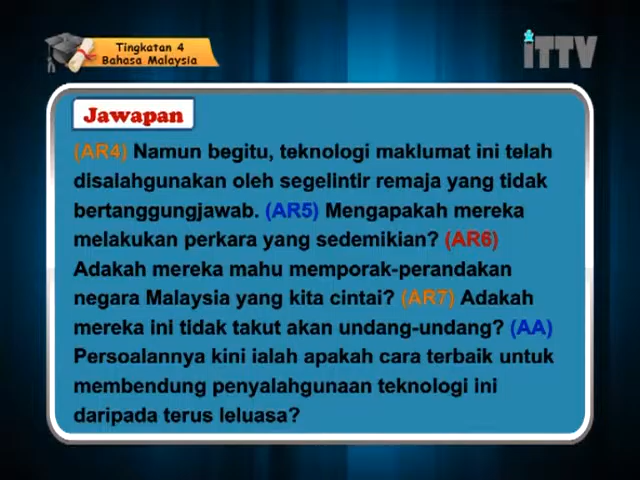 Tingkatan 4
Bahasa Malaysia
iTTV
Jawapan
(AR4) Namun begitu, teknologi maklumat ini telah
disalahgunakan oleh segelintir remaja yang tidak
bertanggungjawab. (AR5) Mengapakah mereka
melakukan perkara yang sedemikian? (AR6)
Adakah mereka mahu memporak-perandakan
negara Malaysia yang kita cintai? (AR7) Adakah
mereka ini tidak takut akan undang-undang? (AA)
Persoalannya kini ialah apakah cara terbaik untuk
membendung penyalahgunaan teknologi ini
daripada terus leluasa?